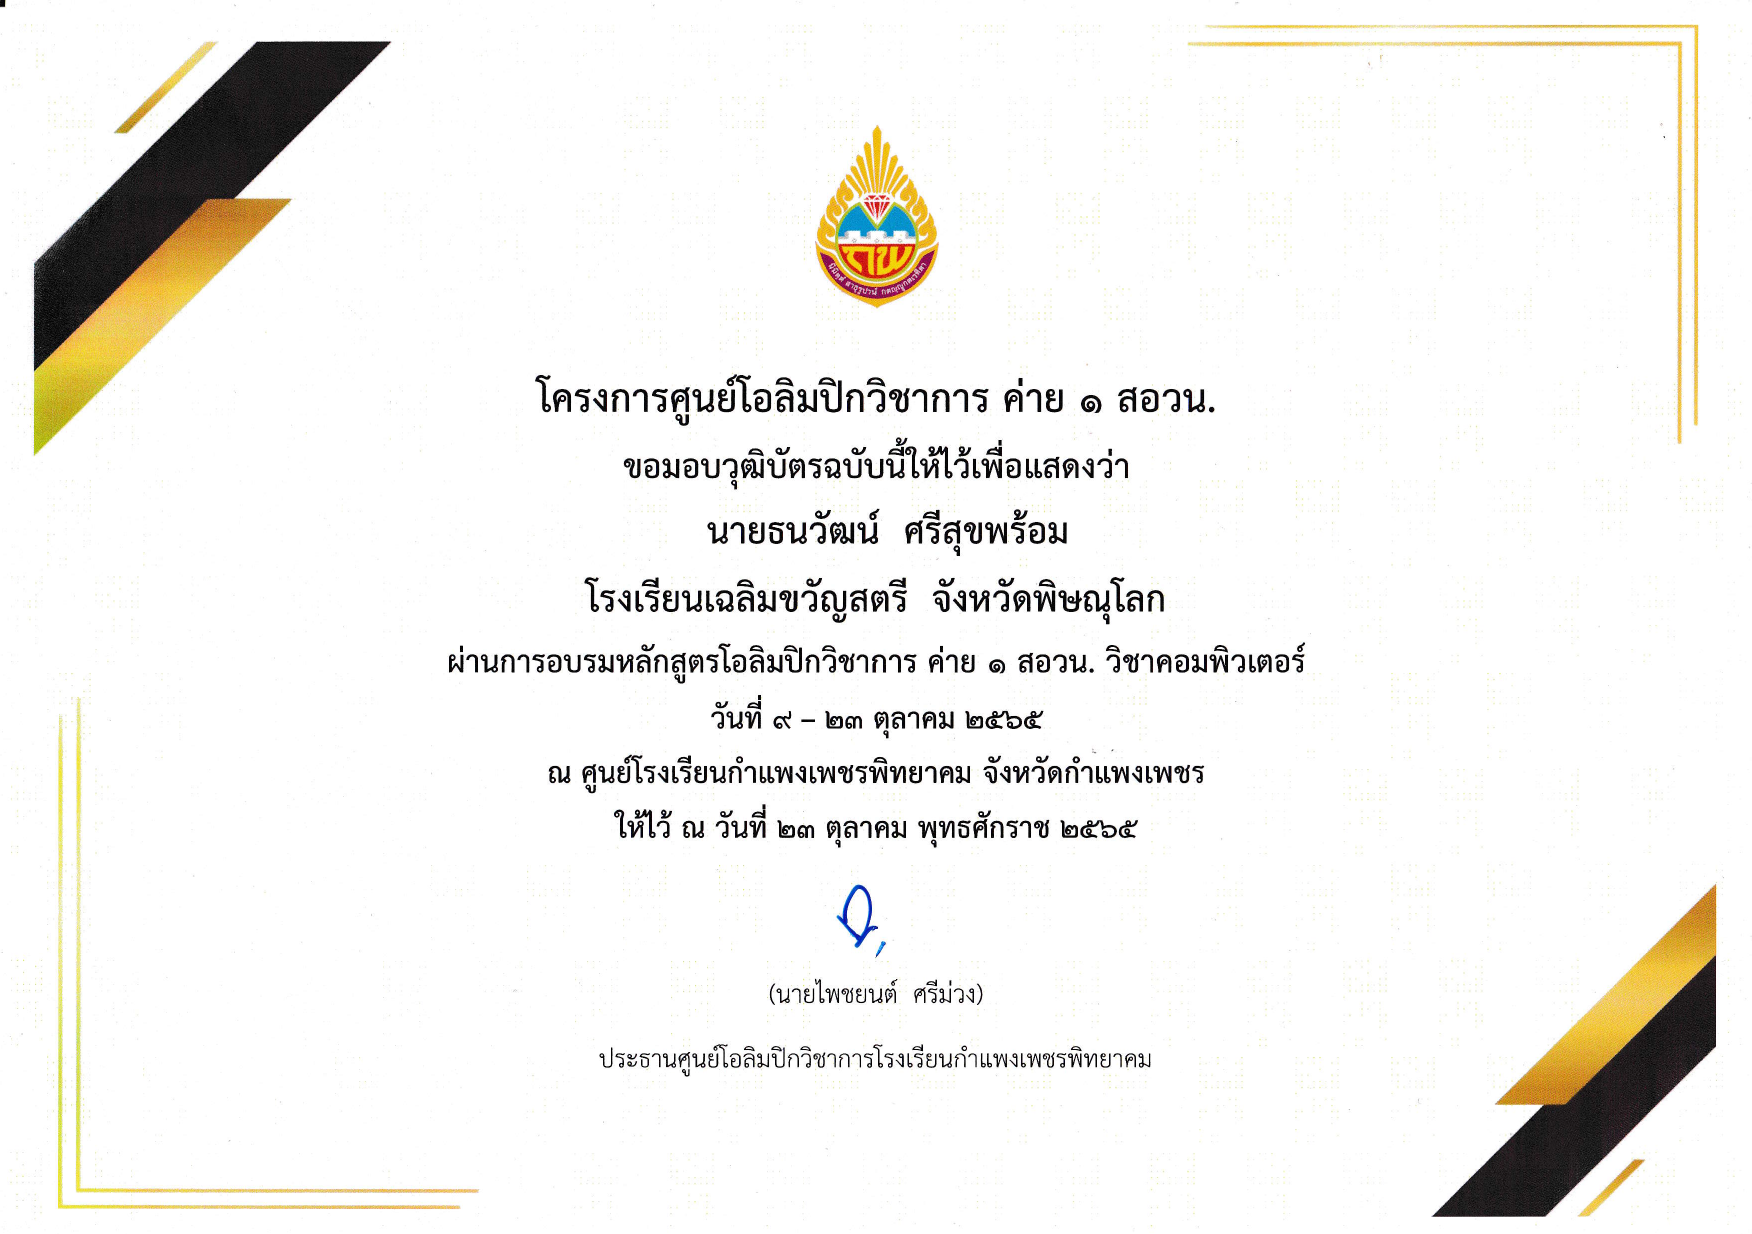 กพ
โครงการศูนย์โอลิมปิกวิชาการ ค่าย ๑ สอวน.
ขอมอบวุฒิบัตรฉบับนี้ให้ไว้เพื่อแสดงว่า
นายธนวัฒน์ ศรีสุขพร้อม
โรงเรียนเฉลิมขวัญสตรี จังหวัดพิษณุโลก
ผ่านการอบรมหลักสูตรโอลิมปิกวิชาการ ค่าย ๑ สอวน. วิชาคอมพิวเตอร์
วันที่ ๙ – ๒๓ ตุลาคม ๒๕๖๕
ณ ศูนย์โรงเรียนกำแพงเพชรพิทยาคม จังหวัดกำแพงเพชร
ให้ไว้ ณ วันที่ ๒๓ ตุลาคม พุทธศักราช ๒๕๖๕
(นายไพชยนต์ ศรีม่วง)
ประธานศูนย์โอลิมปิกวิชาการโรงเรียนกำแพงเพชรพิทยาคม